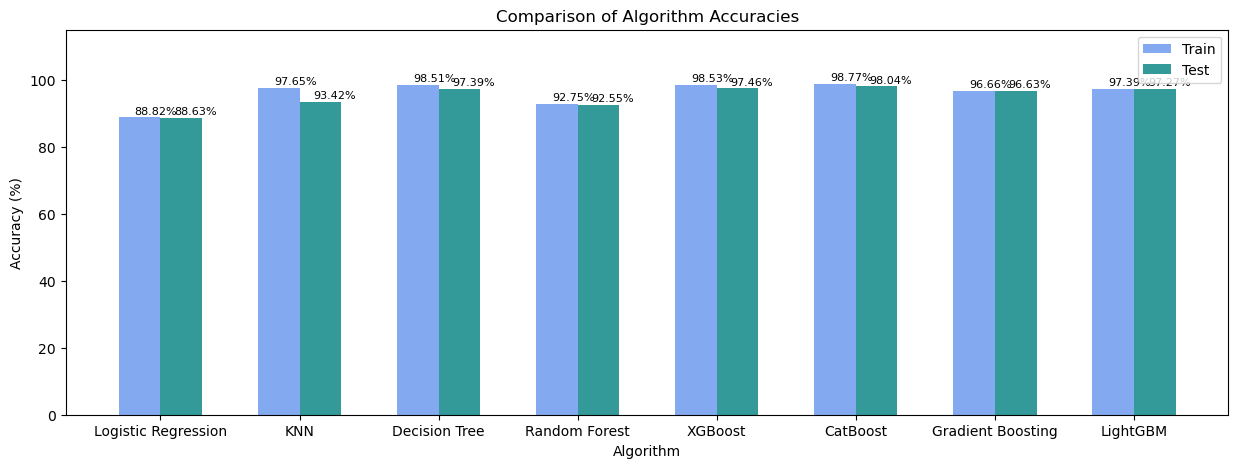 Comparison of Algorithm Accuracies
Train
Test
100
80
60
40
20
0
Accuracy (%)
88.82% 88.63%
97.65% 93.42%
98.51% 97.39%
92.75% 92.55%
98.53% 97.46%
98.77% 98.04%
96.66% 96.63%
97.39% 97.27%
Logistic Regression KNN Decision Tree Random Forest XGBoost CatBoost Gradient Boosting LightGBM
Algorithm